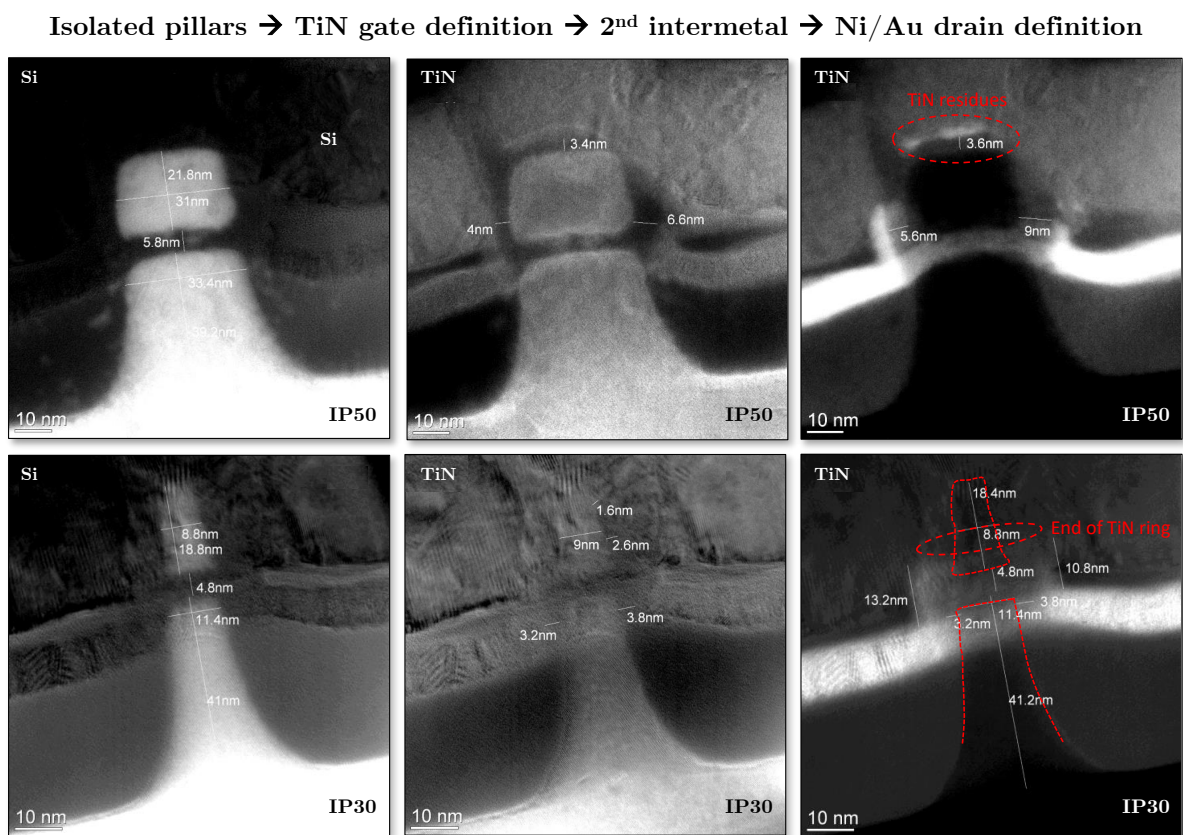 Isolated pillars → TiN gate definition → 2nd intermetal → Ni/Au drain definition
Si
Si
21.8nm
31nm
5.8nm
33.4nm
39.2nm
10 nm
IP50
TiN
3.4nm
4nm
6.6nm
10 nm
IP50
TiN
TiN residues
3.6nm
5.6nm
9nm
10 nm
IP50
Si
8.8nm
18.8nm
4.8nm
11.4nm
41nm
10 nm
IP30
TiN
1.6nm
9nm
2.6nm
3.8nm
3.2nm
10 nm
IP30
TiN
18.4nm
8.8nm
End of TiN ring
4.8nm
10.8nm
13.2nm
3.8nm
11.4nm
3.2nm
41.2nm
10 nm
IP30